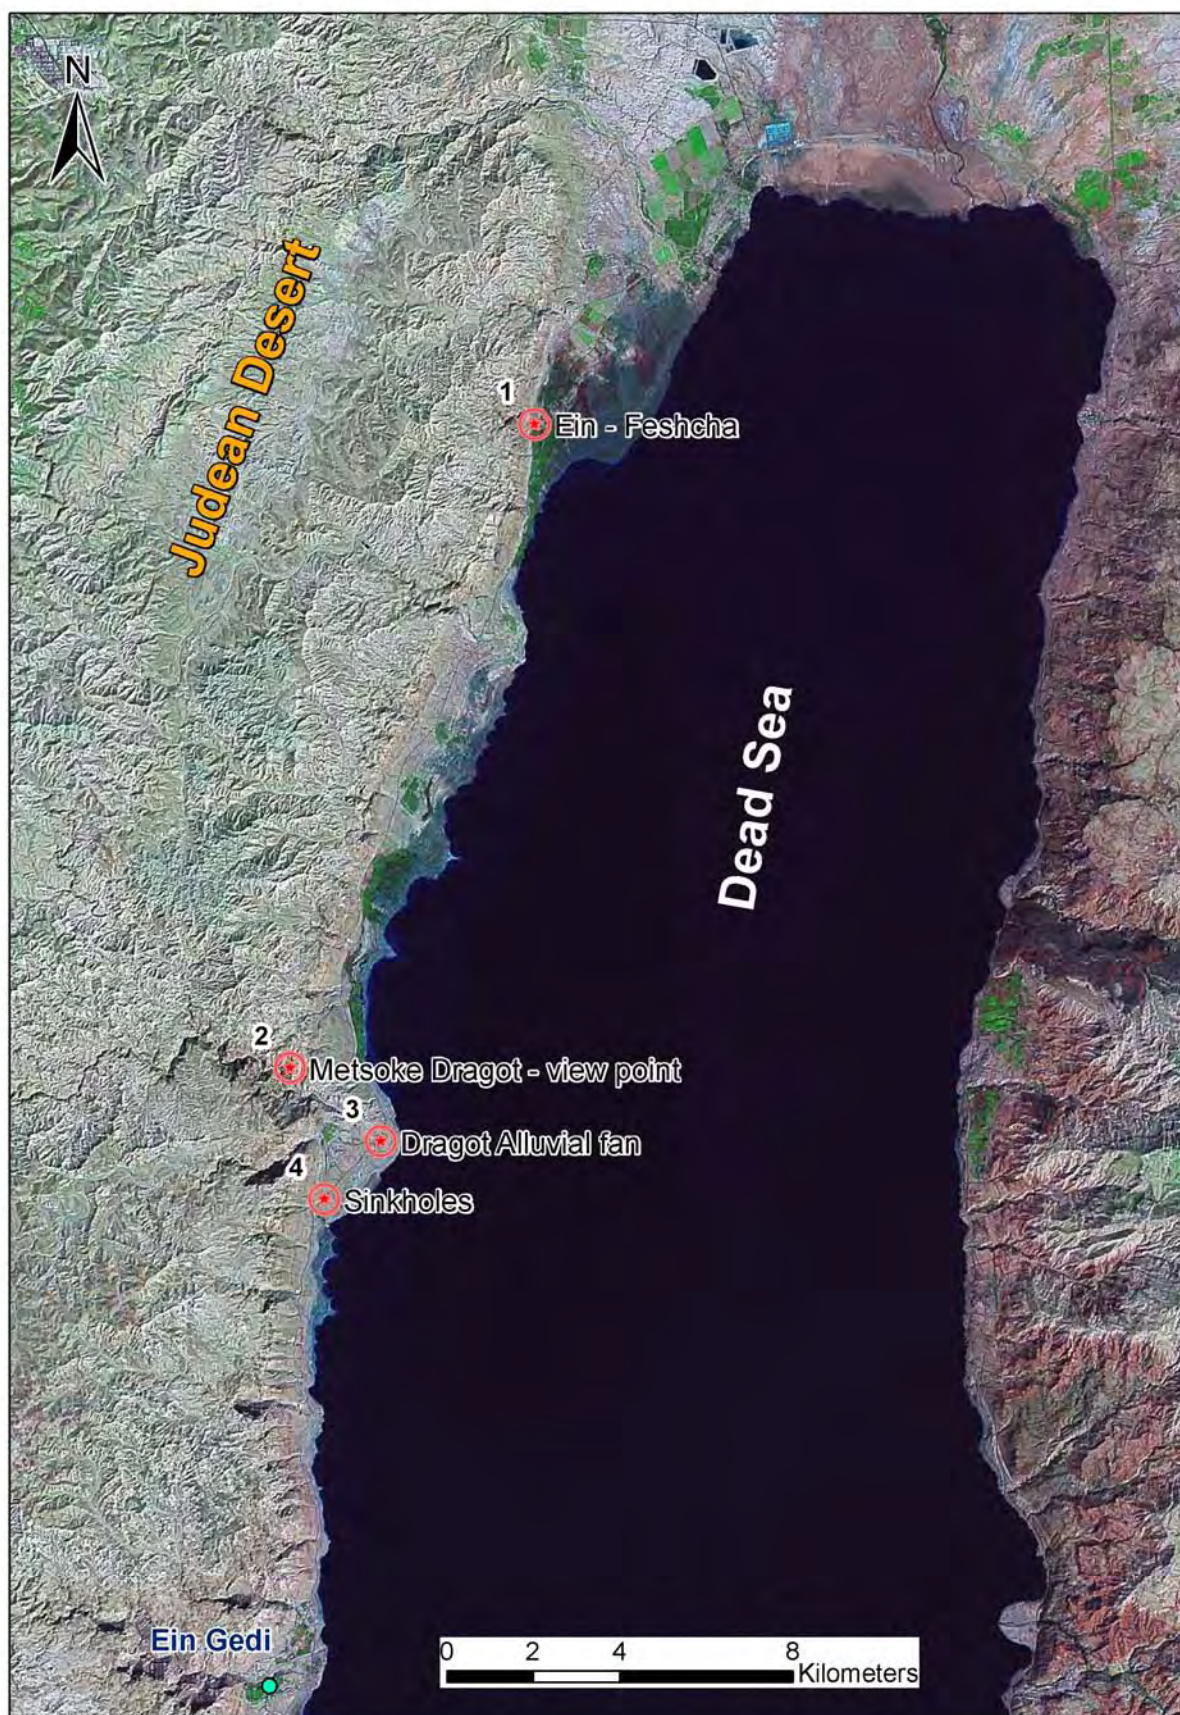 N
Judean Desert
1
Ein - Feshcha
Dead Sea
2
Metsoke Dragot - view point
3
Dragot Alluvial fan
4
Sinkholes
Ein Gedi
0 2 4 8
Kilometers